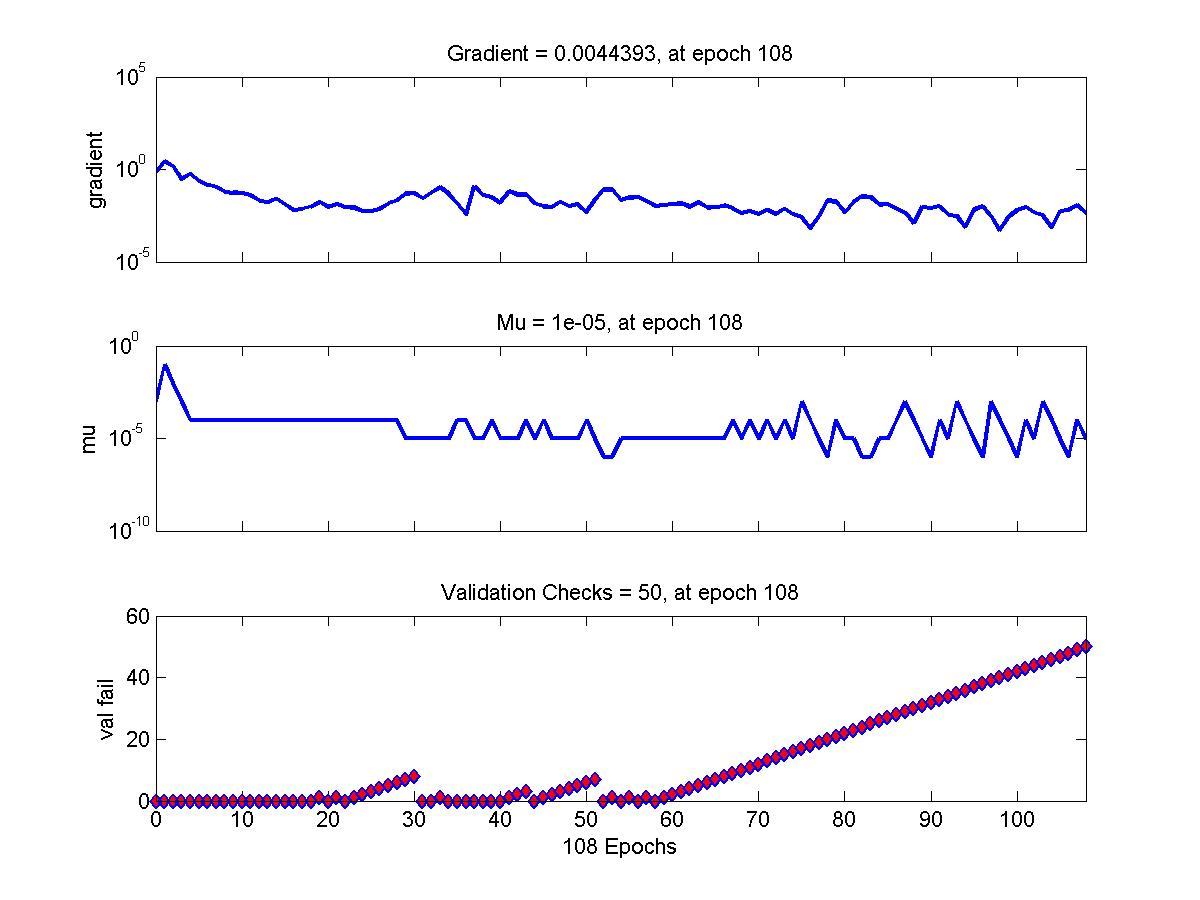 Gradient = 0.0044393, at epoch 108
10^5
10^0
10^-5
gradient
Mu = 1e-05, at epoch 108
10^0
10^-5
10^-10
mu
Validation Checks = 50, at epoch 108
60
40
20
0
val fail
0 10 20 30 40 50 60 70 80 90 100
108 Epochs